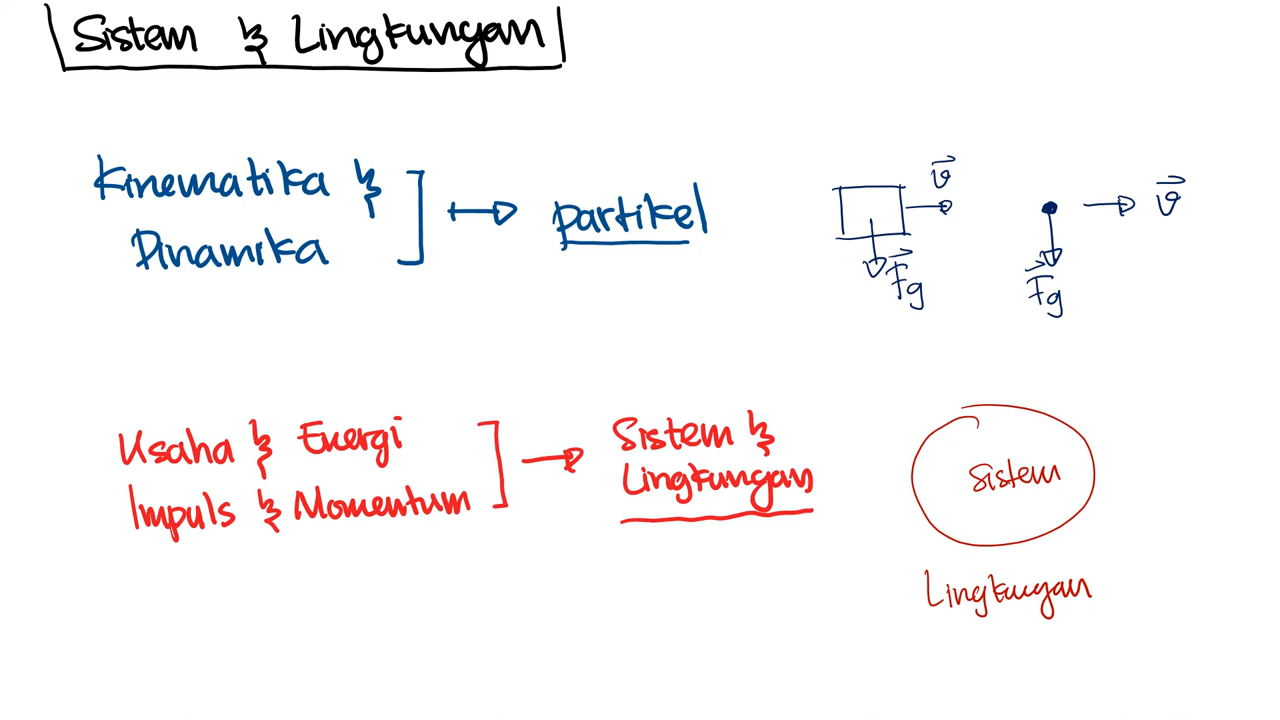 Sistem & Lingkungan
Kinematika &
Dinamika
partikel
v
Fg
v
Fg
Usaha & Energi
Impuls & Momentum
Sistem &
Lingkungan
Sistem
Lingkungan